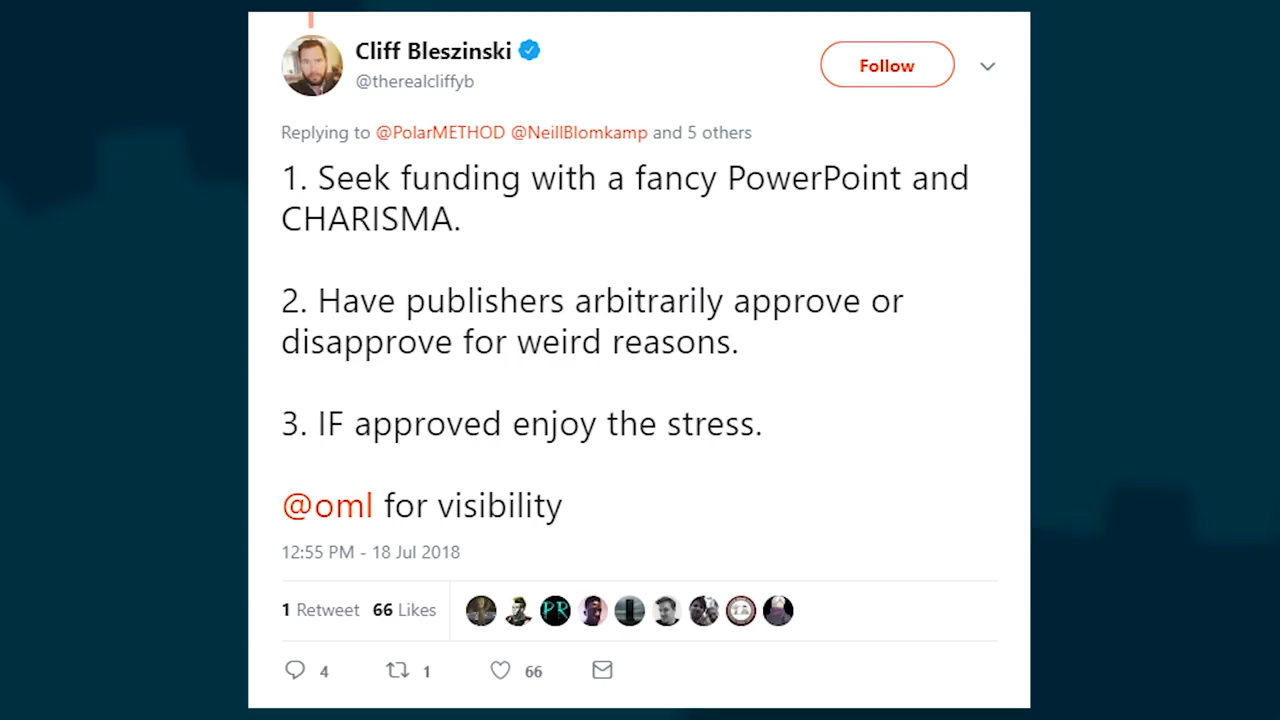 Cliff Bleszinski
@therealcliffyb
Follow
Replying to @PolarMETHOD @NeillBlomkamp and 5 others
1. Seek funding with a fancy PowerPoint and
CHARISMA.
2. Have publishers arbitrarily approve or
disapprove for weird reasons.
3. IF approved enjoy the stress.
@oml for visibility
12:55 PM - 18 Jul 2018
1 Retweet 66 Likes
PR
4 1 66